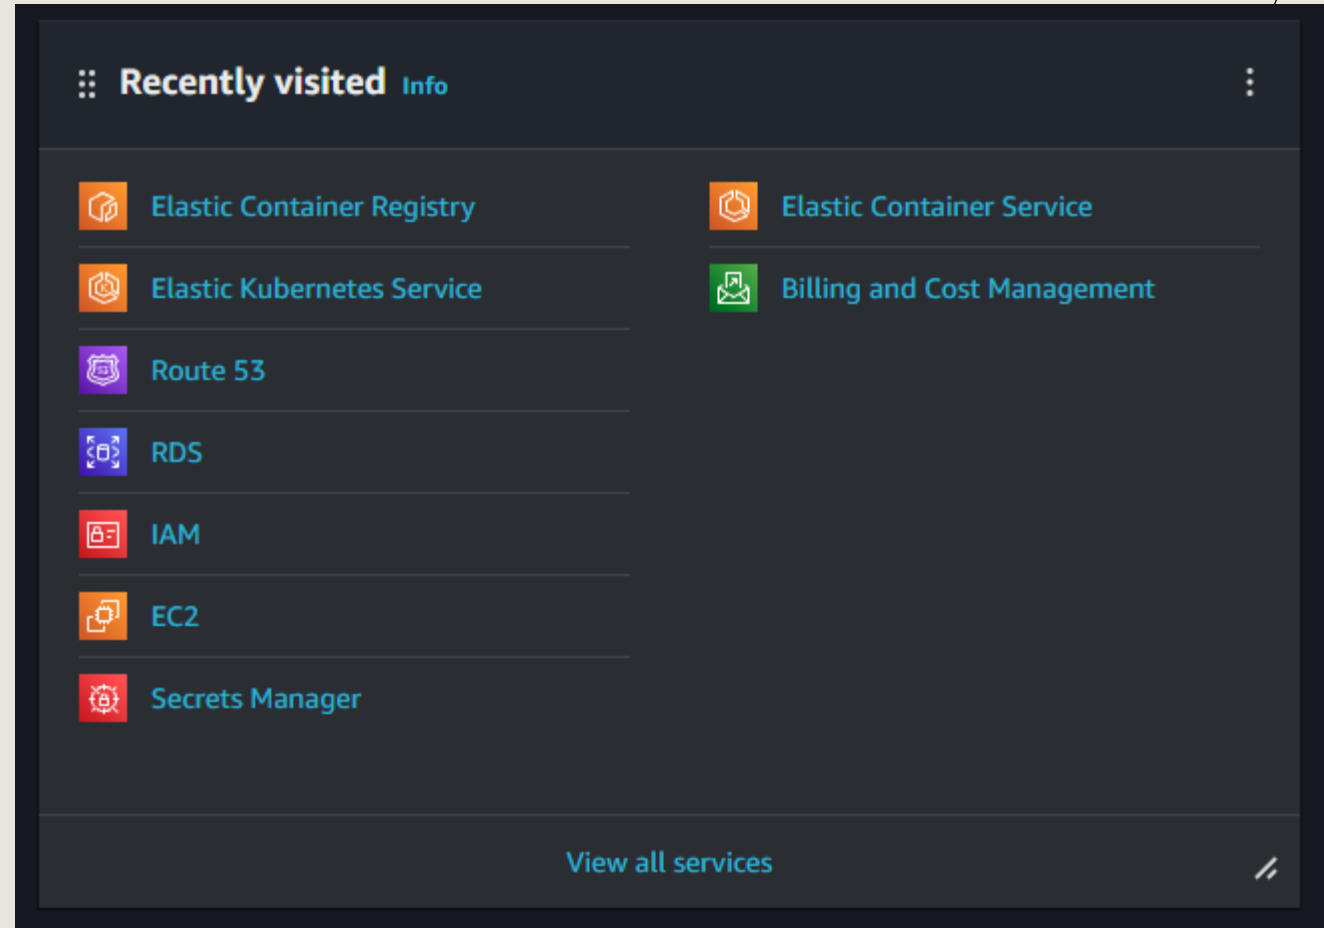 Recently visited Info
Elastic Container Registry
Elastic Kubernetes Service
Route 53
RDS
IAM
EC2
Secrets Manager
Elastic Container Service
Billing and Cost Management
View all services